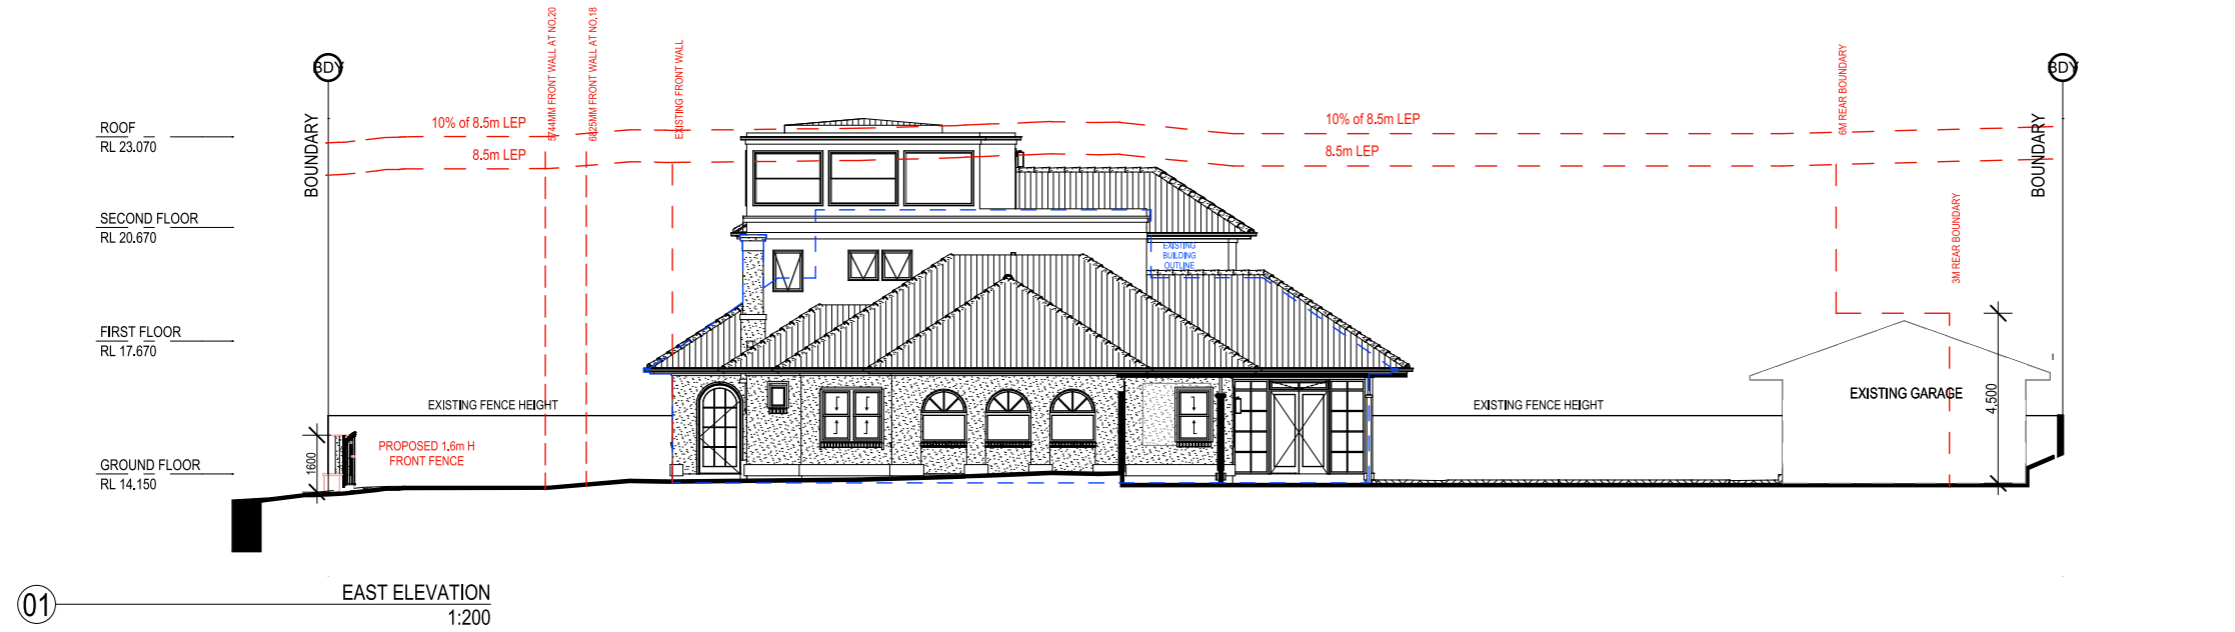 5744MM FRONT WALL AT NO.20
6825MM FRONT WALL AT NO.18
EXISTING FRONT WALL
6M REAR BOUNDARY
BDY
BDY
10% of 8.5m LEP
10% of 8.5m LEP
ROOF
RL 23.070
BOUNDARY
BOUNDARY
8.5m LEP
8.5m LEP
SECOND FLOOR
RL 20.670
3M REAR BOUNDARY
EXISTING
BUILDING
OUTLINE
FIRST FLOOR
RL 17.670
EXISTING GARAGE
4.500
EXISTING FENCE HEIGHT
EXISTING FENCE HEIGHT
PROPOSED 1.6m H
FRONT FENCE
1600
GROUND FLOOR
RL 14.150
01
EAST ELEVATION
1:200